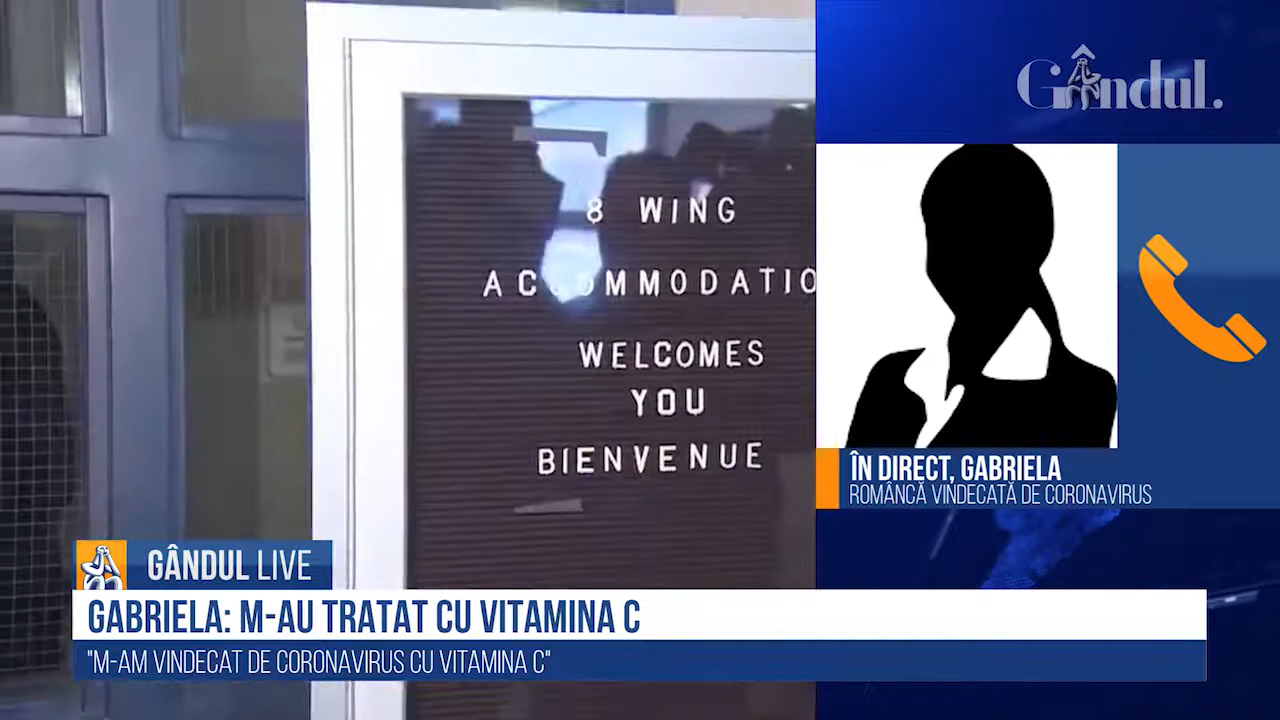 Gândul.
8 WING
ACCOMMODATIO
WELCOMES
YOU
BIENVENUE
ÎN DIRECT, GABRIELA
ROMÂNCĂ VINDECATĂ DE CORONAVIRUS
GÂNDUL LIVE
GABRIELA: M-AU TRATAT CU VITAMINA C
"M-AM VINDECAT DE CORONAVIRUS CU VITAMINA C"